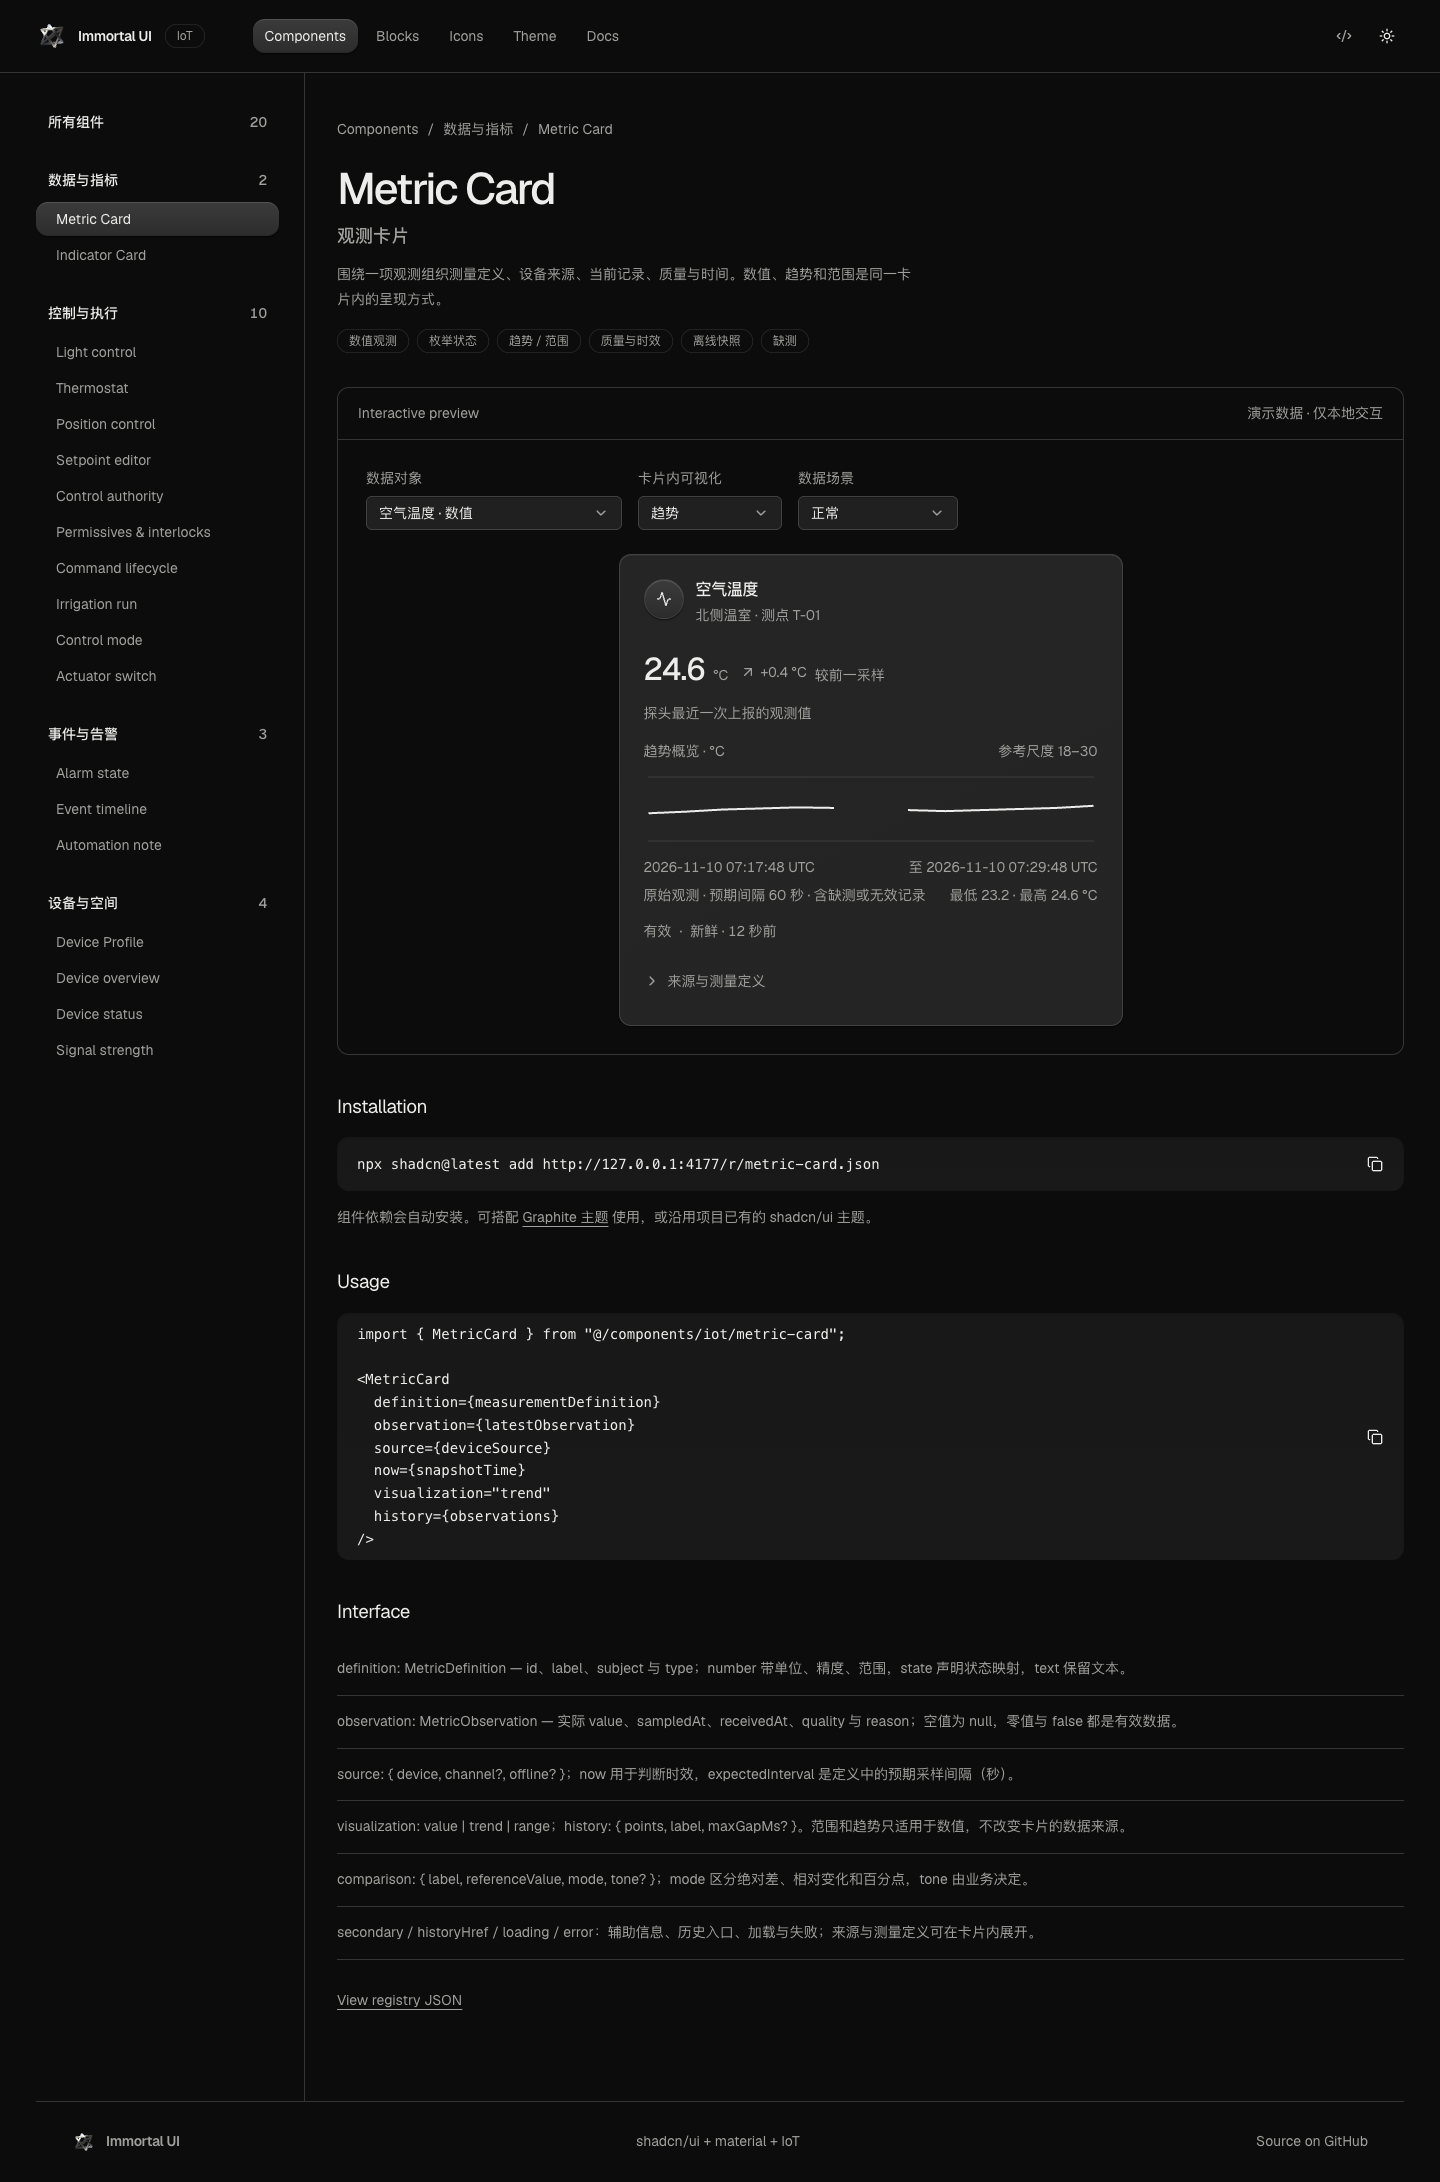 Immortal UI
IoT
Components
Blocks
Icons
Theme
Docs
所有组件 20
数据与指标 2
Metric Card
Indicator Card
控制与执行 10
Light control
Thermostat
Position control
Setpoint editor
Control authority
Permissives & interlocks
Command lifecycle
Irrigation run
Control mode
Actuator switch
事件与告警 3
Alarm state
Event timeline
Automation note
设备与空间 4
Device Profile
Device overview
Device status
Signal strength
Components / 数据与指标 / Metric Card
Metric Card
观测卡片
围绕一项观测组织测量定义、设备来源、当前记录、质量与时间。数值、趋势和范围是同一卡
片内的呈现方式。
数值观测
枚举状态
趋势 / 范围
质量与时效
离线快照
缺测
Interactive preview
演示数据 · 仅本地交互
数据对象
卡片内可视化
数据场景
空气温度 · 数值
趋势
正常
空气温度
北侧温室 · 测点 T-01
24.6 °C +0.4 °C 较前一采样
探头最近一次上报的观测值
趋势概览 · °C
参考尺度 18–30
2026-11-10 07:17:48 UTC
至 2026-11-10 07:29:48 UTC
原始观测 · 预期间隔 60 秒 · 含缺测或无效记录
最低 23.2 · 最高 24.6 °C
有效 · 新鲜 · 12 秒前
来源与测量定义
Installation
npx shadcn@latest add http://127.0.0.1:4177/r/metric-card.json
组件依赖会自动安装。可搭配 Graphite 主题 使用，或沿用项目已有的 shadcn/ui 主题。
Usage
import { MetricCard } from "@/components/iot/metric-card";
<MetricCard
definition={measurementDefinition}
observation={latestObservation}
source={deviceSource}
now={snapshotTime}
visualization="trend"
history={observations}
/>
Interface
definition: MetricDefinition — id、label、subject 与 type；number 带单位、精度、范围，state 声明状态映射，text 保留文本。
observation: MetricObservation — 实际 value、sampledAt、receivedAt、quality 与 reason；空值为 null，零值与 false 都是有效数据。
source: { device, channel?, offline? }；now 用于判断时效，expectedInterval 是定义中的预期采样间隔（秒）。
visualization: value | trend | range；history: { points, label, maxGapMs? }。范围和趋势只适用于数值，不改变卡片的数据来源。
comparison: { label, referenceValue, mode, tone? }；mode 区分绝对差、相对变化和百分点，tone 由业务决定。
secondary / historyHref / loading / error：辅助信息、历史入口、加载与失败；来源与测量定义可在卡片内展开。
View registry JSON
Immortal UI
shadcn/ui + material + IoT
Source on GitHub